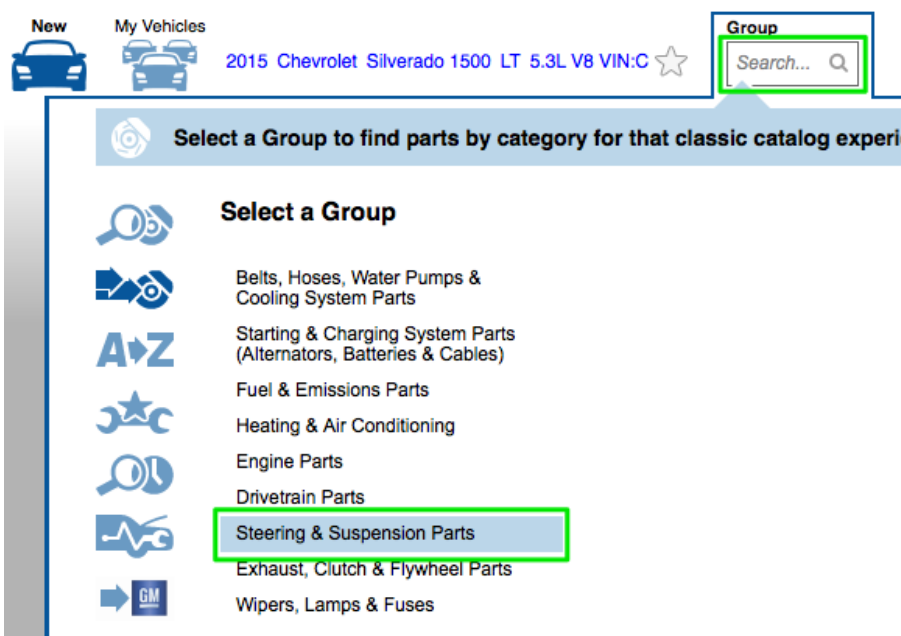 New
My Vehicles
2015 Chevrolet Silverado 1500 LT 5.3L V8 VIN:C
Group
Search...
Select a Group to find parts by category for that classic catalog experi
Select a Group
Belts, Hoses, Water Pumps &
Cooling System Parts
A Z
Starting & Charging System Parts
(Alternators, Batteries & Cables)
Fuel & Emissions Parts
Heating & Air Conditioning
Engine Parts
Drivetrain Parts
Steering & Suspension Parts
Exhaust, Clutch & Flywheel Parts
GM
Wipers, Lamps & Fuses